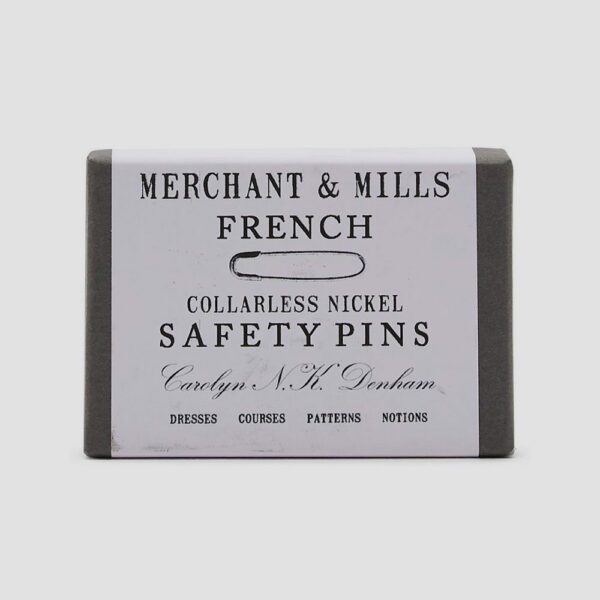 MERCHANT & MILLS
FRENCH
COLLARLESS NICKEL
SAFETY PINS
Carolyn N.K. Denham
DRESSES COURSES PATTERNS NOTIONS